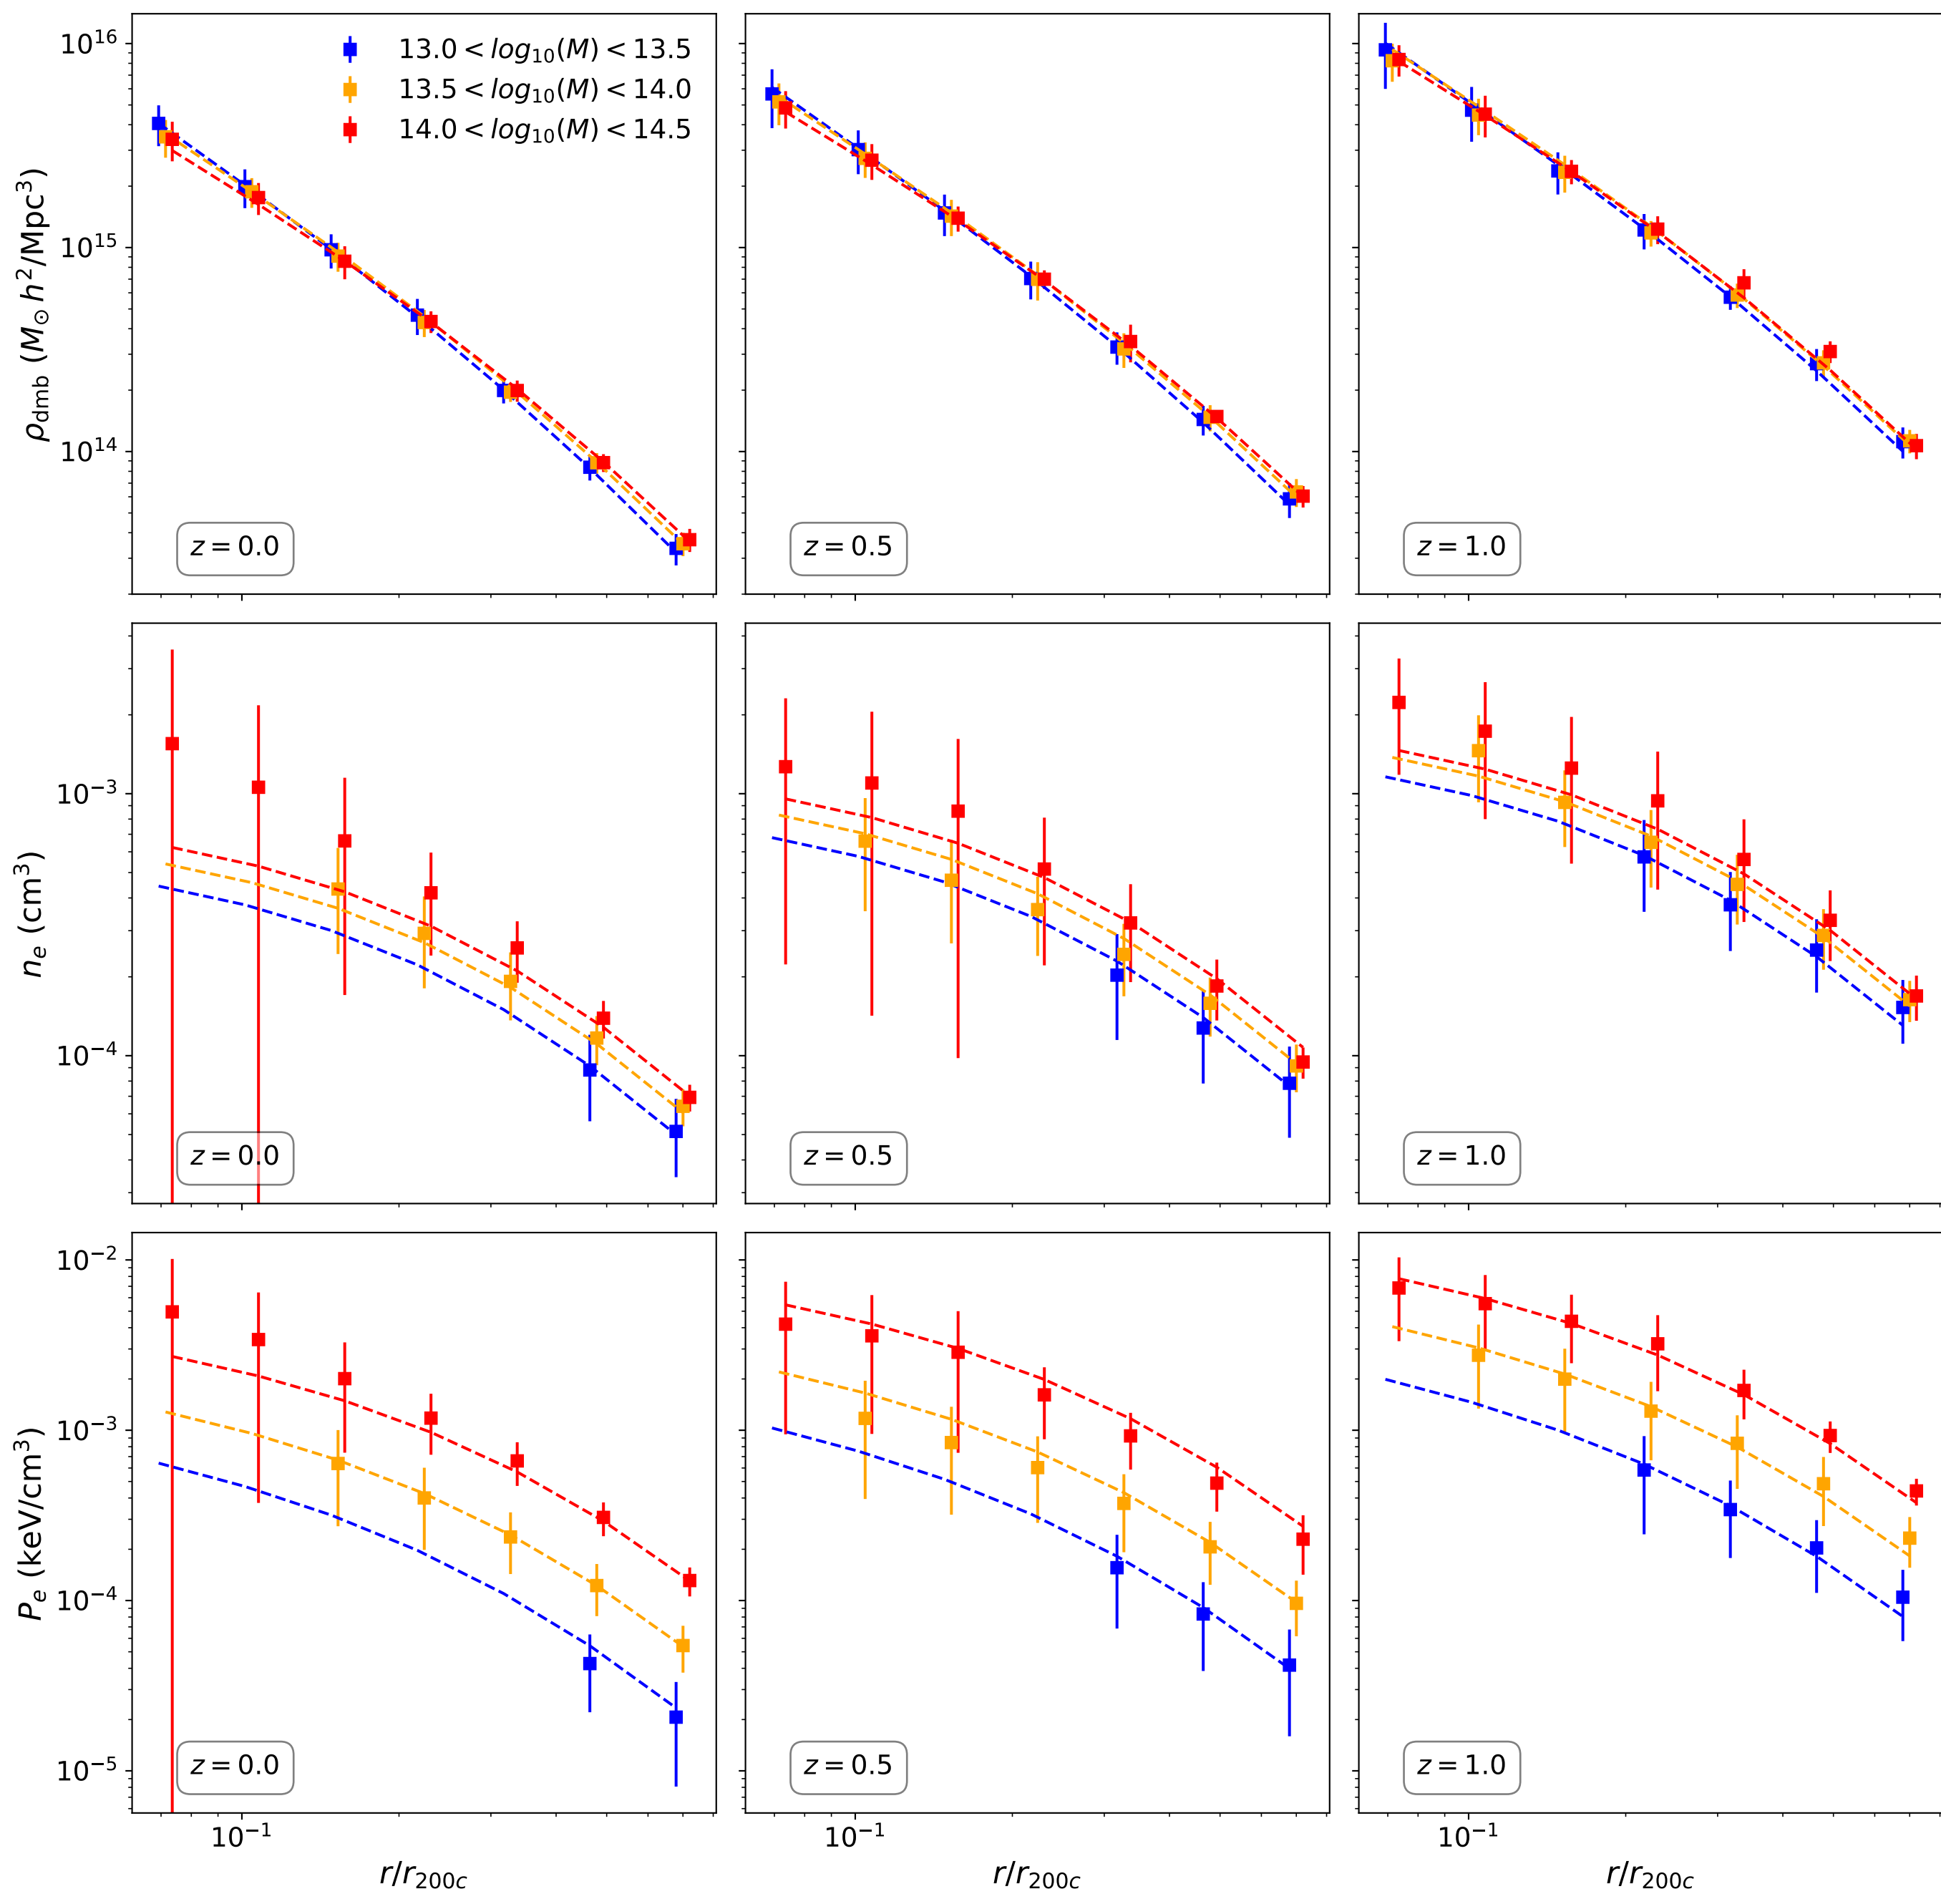 10^16
10^15
10^14
ρ_dmb (M_⊙ h^2/Mpc^3)
13.0 < log_10(M) < 13.5
13.5 < log_10(M) < 14.0
14.0 < log_10(M) < 14.5
z = 0.0
z = 0.5
z = 1.0
10^−3
10^−4
n_e (cm^3)
z = 0.0
z = 0.5
z = 1.0
10^−2
10^−3
10^−4
10^−5
P_e (keV/cm^3)
z = 0.0
z = 0.5
z = 1.0
10^−1
10^−1
10^−1
r/r_200c
r/r_200c
r/r_200c